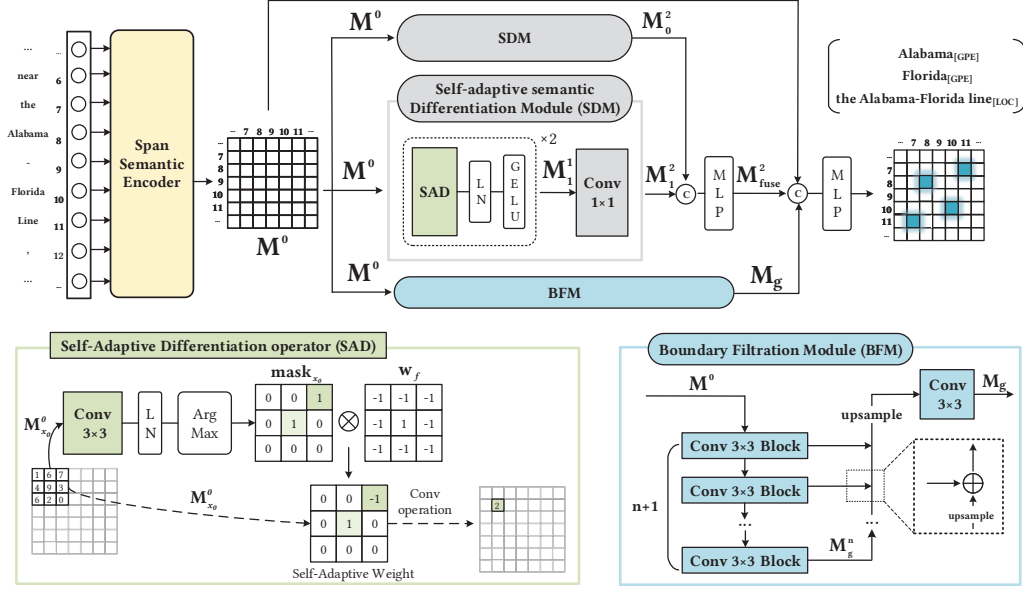 ...
near
the
Alabama
-
Florida
Line
,
...
...
6
7
8
9
10
11
12
...
Span
Semantic
Encoder
... 7 8 9 10 11 ...
...
7
8
9
10
11
...
M⁰
M⁰
SDM
M₀²
Self-adaptive semantic
Differentiation Module (SDM)
×2
M⁰
SAD
LN
GELU
M₁¹
Conv
1×1
M₁²
C
MLP
M²fuse
C
MLP
M⁰
BFM
Mg
Alabama[GPE]
Florida[GPE]
the Alabama-Florida line[LOC]
... 7 8 9 10 11 ...
...
7
8
9
10
11
...
Self-Adaptive Differentiation operator (SAD)
M⁰x₀
Conv
3×3
LN
Arg
Max
maskx₀
0 0 1
0 1 0
0 0 0
wf
-1 -1 -1
-1 1 -1
-1 -1 -1
1 6 7
4 9 3
6 2 0
M⁰x₀
0 0 -1
0 1 0
0 0 0
Self-Adaptive Weight
Conv
operation
2
Boundary Filtration Module (BFM)
M⁰
Conv 3×3 Block
Conv 3×3 Block
...
Conv 3×3 Block
n+1
Mgⁿ
...
upsample
Conv
3×3
Mg
upsample